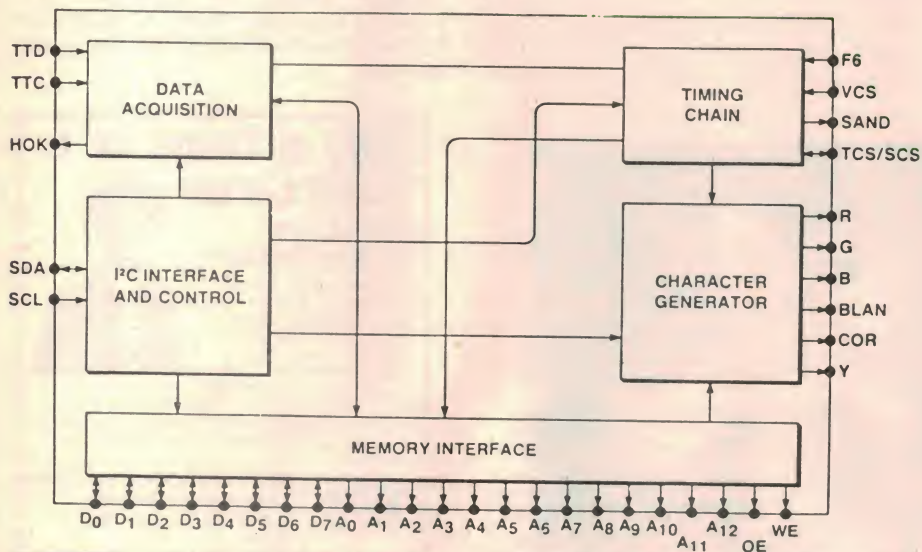 TTD
TTC
HOK
SDA
SCL
DATA
ACQUISITION
I²C INTERFACE
AND CONTROL
TIMING
CHAIN
CHARACTER
GENERATOR
MEMORY INTERFACE
F6
VCS
SAND
TCS/SCS
R
G
B
BLAN
COR
Y
D0 D1 D2 D3 D4 D5 D6 D7 A0 A1 A2 A3 A4 A5 A6 A7 A8 A9 A10 A11 A12 OE WE